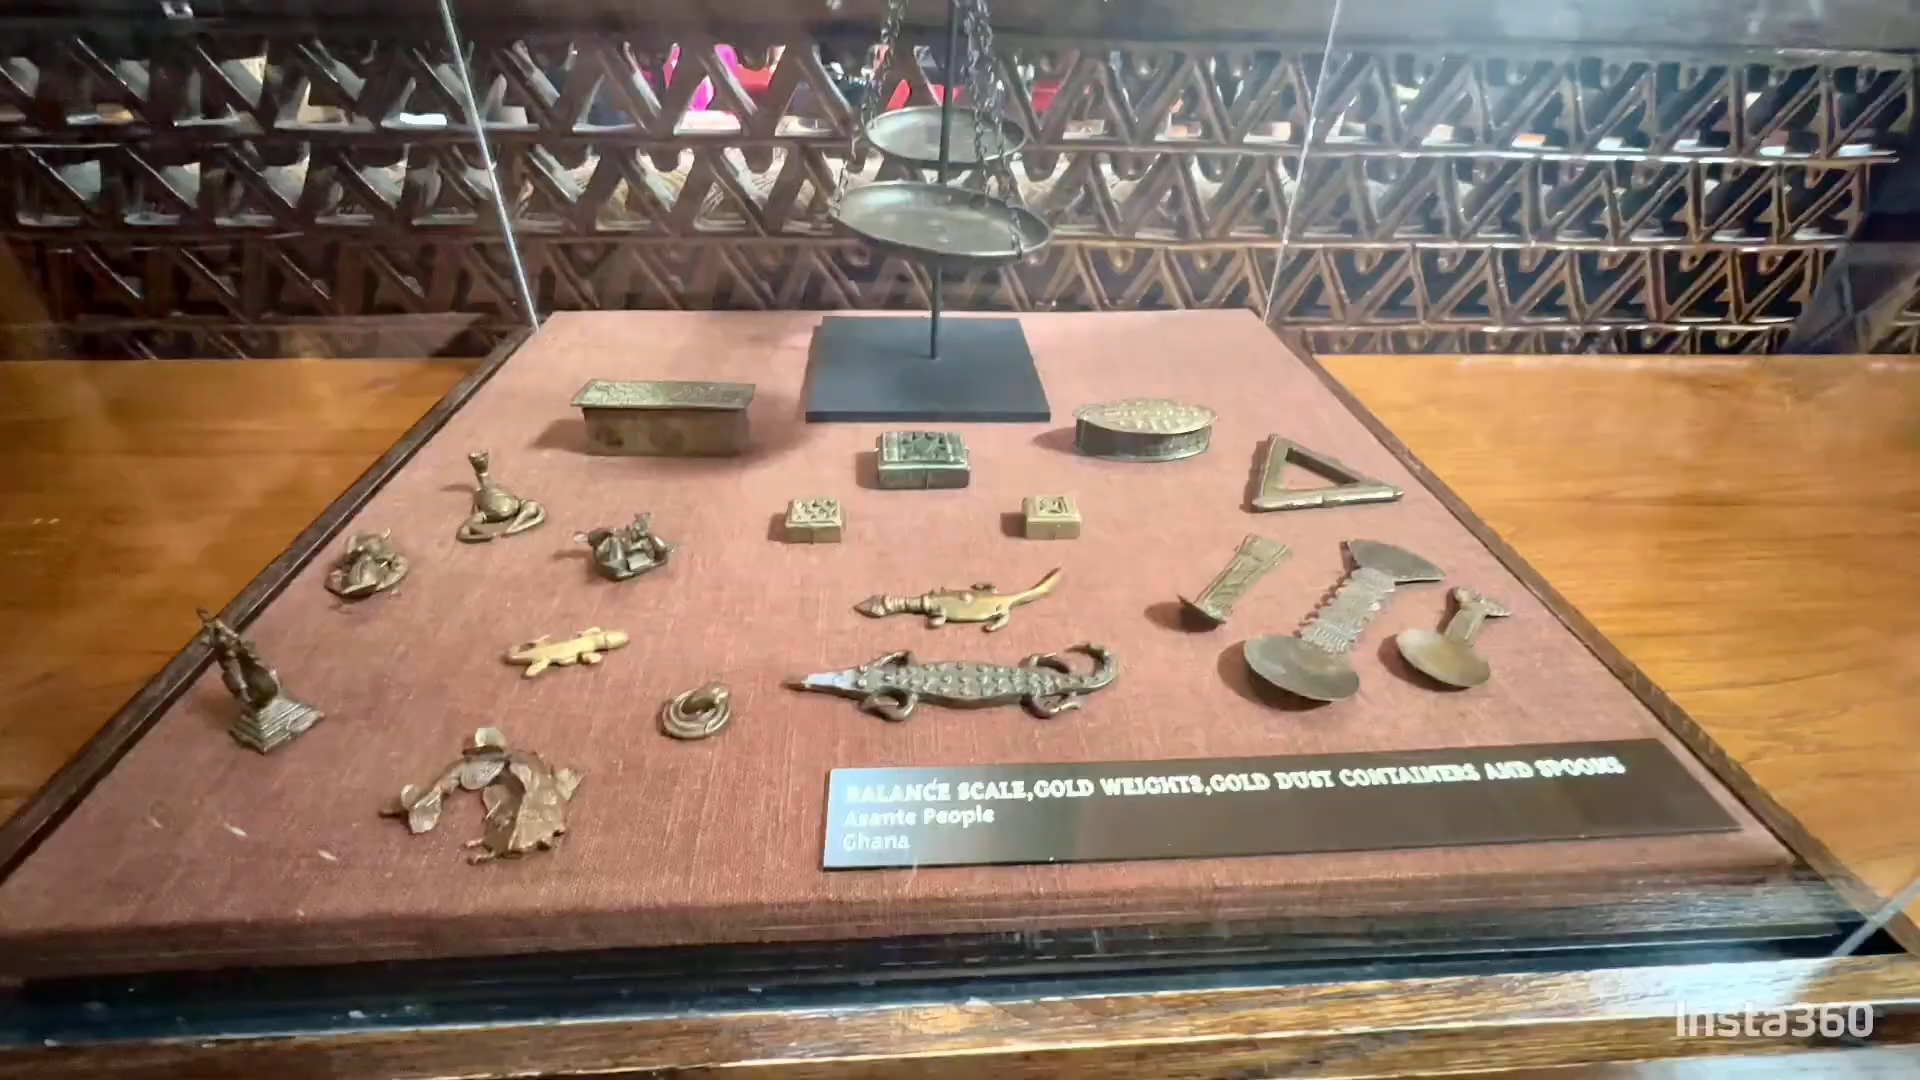 BALANCE SCALE,GOLD WEIGHTS,GOLD DUST CONTAINERS AND SPOONS
Asante People
Ghana
Insta360